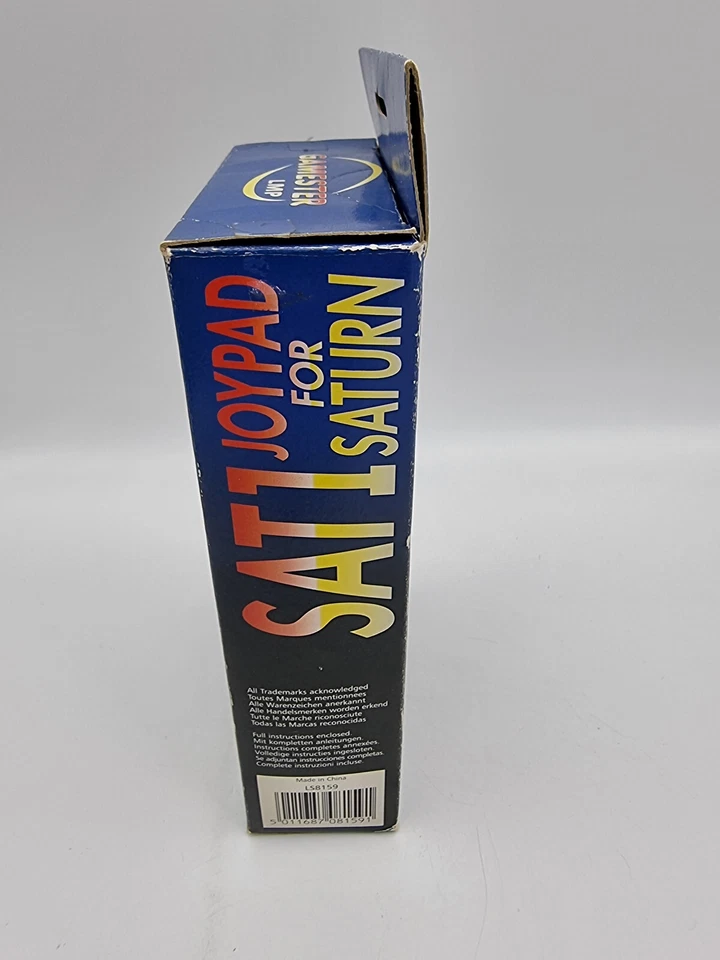 GAMESTER
LMP
SAT1 JOYPAD
FOR
SATURN
All Trademarks acknowledged
Toutes Marques mentionnees
Alle Warenzeichen anerkannt
Alle Handelsmerken worden erkend
Tutte le Marche riconosciute
Todas las Marcas reconocidas
Full instructions enclosed.
Mit kompletten anleitungen.
Instructions completes annexées.
Volledige instructies ingesloten.
Se adjuntan instrucciones completas.
Complete instruzioni incluse.
Made in China
LS8159
5 011687 081591